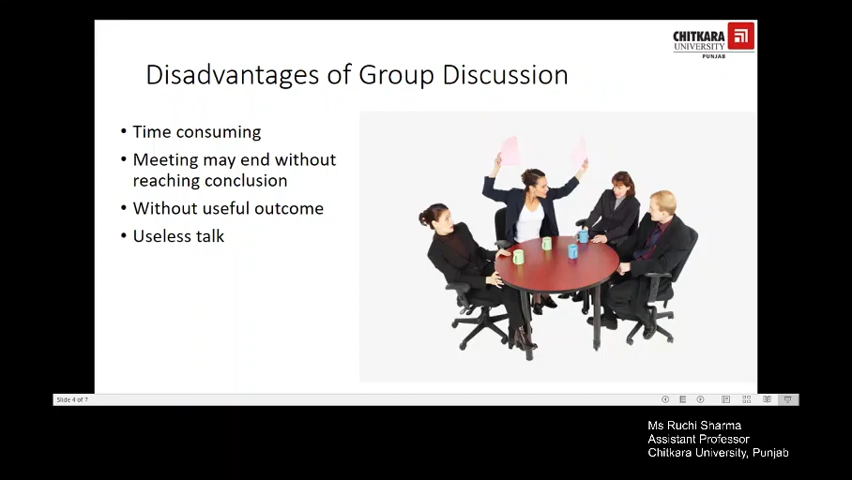 CHITKARA
UNIVERSITY
PUNJAB
Disadvantages of Group Discussion
• Time consuming
• Meeting may end without
reaching conclusion
• Without useful outcome
• Useless talk
Slide 4 of 7
Ms Ruchi Sharma
Assistant Professor
Chitkara University, Punjab